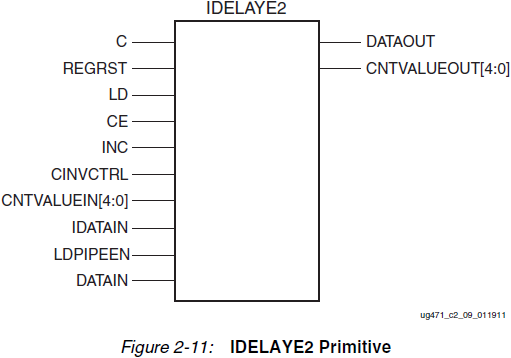 IDELAYE2
C
DATAOUT
REGRST
CNTVALUEOUT[4:0]
LD
CE
INC
CINVCTRL
CNTVALUEIN[4:0]
IDATAIN
LDPIPEEN
DATAIN
ug471_c2_09_011911
Figure 2-11: IDELAYE2 Primitive